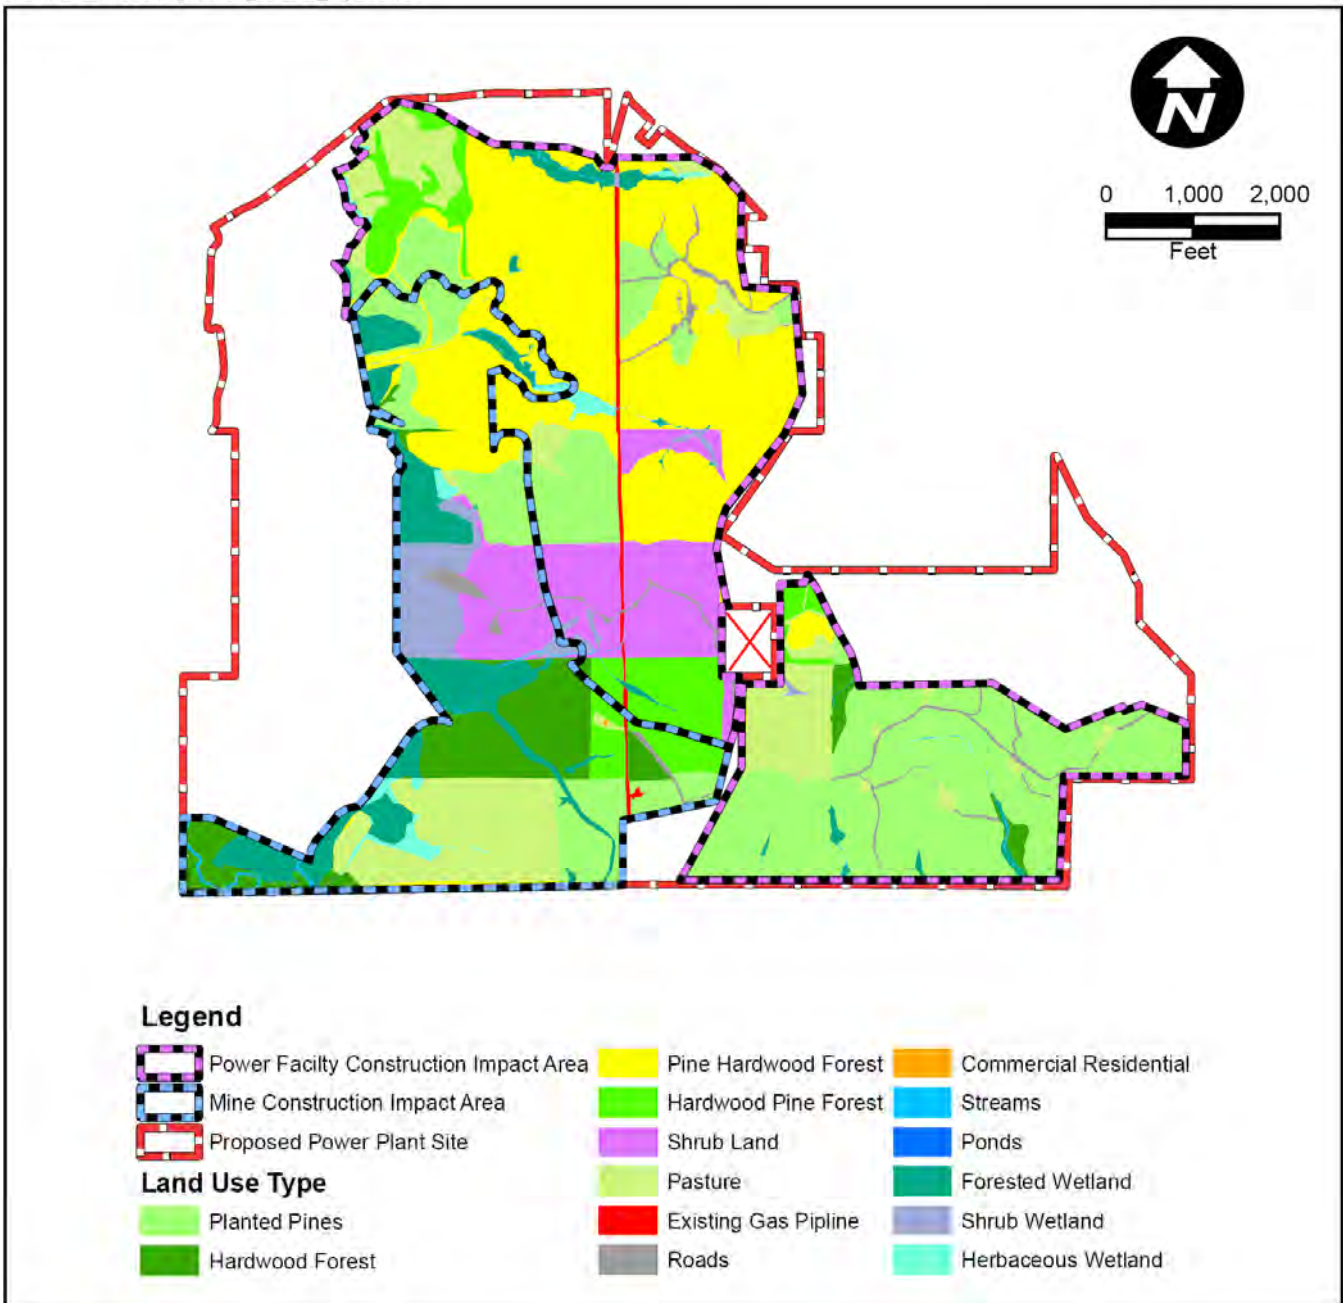 N
0 1,000 2,000
Feet
Legend
Power Facilty Construction Impact Area
Mine Construction Impact Area
Proposed Power Plant Site
Land Use Type
Planted Pines
Hardwood Forest
Pine Hardwood Forest
Hardwood Pine Forest
Shrub Land
Pasture
Existing Gas Pipline
Roads
Commercial Residential
Streams
Ponds
Forested Wetland
Shrub Wetland
Herbaceous Wetland